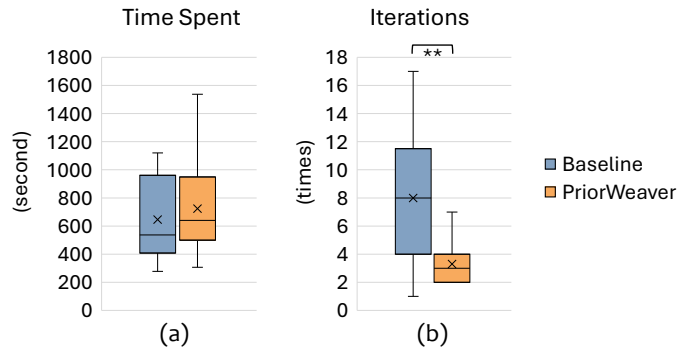 Time Spent
1800
1600
1400
1200
1000
800
600
400
200
0
(second)
(a)
Iterations
**
18
16
14
12
10
8
6
4
2
0
(times)
(b)
Baseline
PriorWeaver